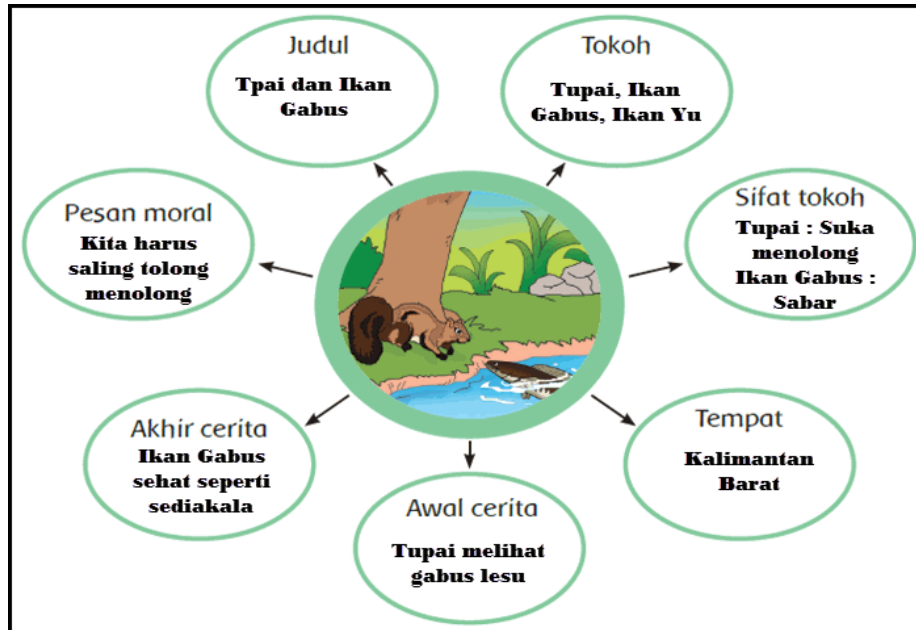 Judul
Tpai dan Ikan
Gabus
Tokoh
Tupai, Ikan
Gabus, Ikan Yu
Pesan moral
Kita harus
saling tolong
menolong
Sifat tokoh
Tupai : Suka
menolong
Ikan Gabus :
Sabar
Akhir cerita
Ikan Gabus
sehat seperti
sediakala
Awal cerita
Tupai melihat
gabus lesu
Tempat
Kalimantan
Barat